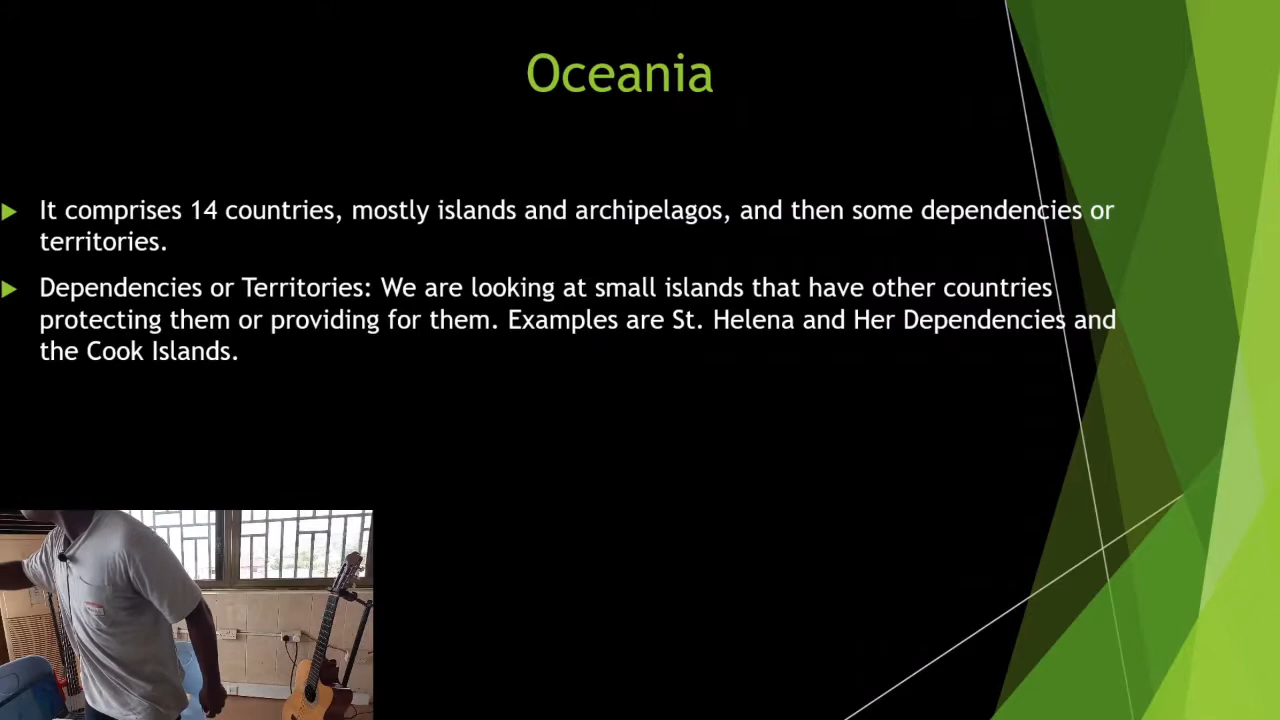 Oceania
It comprises 14 countries, mostly islands and archipelagos, and then some dependencies or
territories.
Dependencies or Territories: We are looking at small islands that have other countries
protecting them or providing for them. Examples are St. Helena and Her Dependencies and
the Cook Islands.